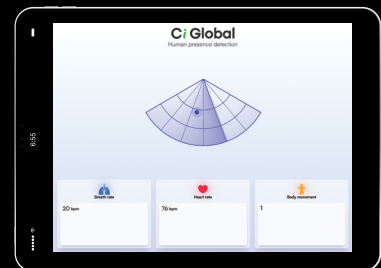 Ci Global
Human presence detection
6:55
Breath rate
Heart rate
Body movement
20 bpm
76 bpm
1